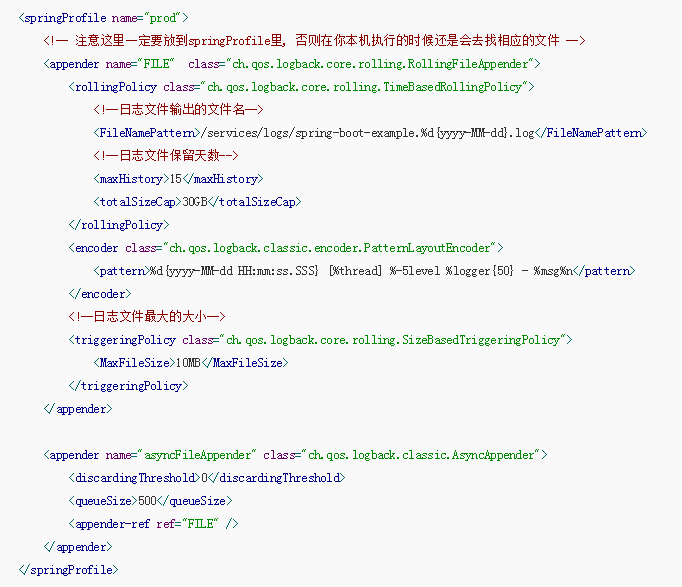 <springProfile name="prod">
<!-- 注意这里一定要放到springProfile里, 否则在你本机执行的时候还是会去找相应的文件 -->
<appender name="FILE"  class="ch.qos.logback.core.rolling.RollingFileAppender">
<rollingPolicy class="ch.qos.logback.core.rolling.TimeBasedRollingPolicy">
<!--日志文件输出的文件名-->
<FileNamePattern>/services/logs/spring-boot-example.%d{yyyy-MM-dd}.log</FileNamePattern>
<!--日志文件保留天数-->
<maxHistory>15</maxHistory>
<totalSizeCap>30GB</totalSizeCap>
</rollingPolicy>
<encoder class="ch.qos.logback.classic.encoder.PatternLayoutEncoder">
<pattern>%d{yyyy-MM-dd HH:mm:ss.SSS} [%thread] %-5level %logger{50} - %msg%n</pattern>
</encoder>
<!--日志文件最大的大小-->
<triggeringPolicy class="ch.qos.logback.core.rolling.SizeBasedTriggeringPolicy">
<MaxFileSize>10MB</MaxFileSize>
</triggeringPolicy>
</appender>
<appender name="asyncFileAppender" class="ch.qos.logback.classic.AsyncAppender">
<discardingThreshold>0</discardingThreshold>
<queueSize>500</queueSize>
<appender-ref ref="FILE" />
</appender>
</springProfile>